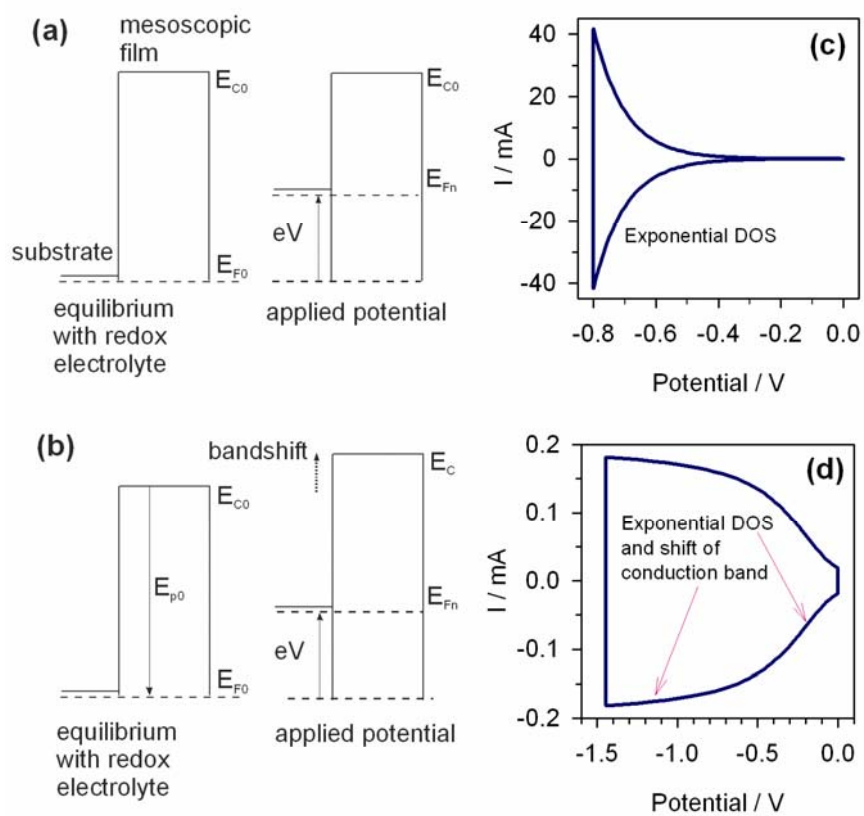 (a)
mesoscopic
film
E_C0
E_C0
E_Fn
eV
substrate
E_F0
equilibrium
with redox
electrolyte
applied potential
(c)
40
20
0
-20
-40
I / mA
Exponential DOS
-0.8 -0.6 -0.4 -0.2 0.0
Potential / V
(b)
bandshift
E_C
E_C0
E_p0
E_Fn
eV
E_F0
equilibrium
with redox
electrolyte
applied potential
(d)
0.2
0.1
0.0
-0.1
-0.2
I / mA
Exponential DOS
and shift of
conduction band
-1.5 -1.0 -0.5 0.0
Potential / V